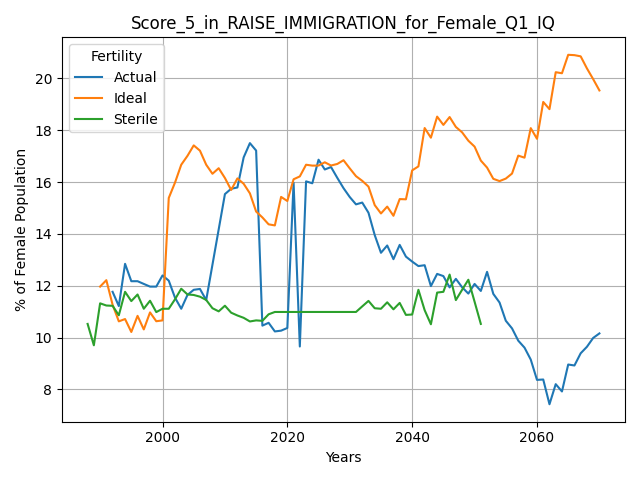 Score_5_in_RAISE_IMMIGRATION_for_Female_Q1_IQ
Fertility
Actual
Ideal
Sterile
% of Female Population
20
18
16
14
12
10
8
2000 2020 2040 2060
Years